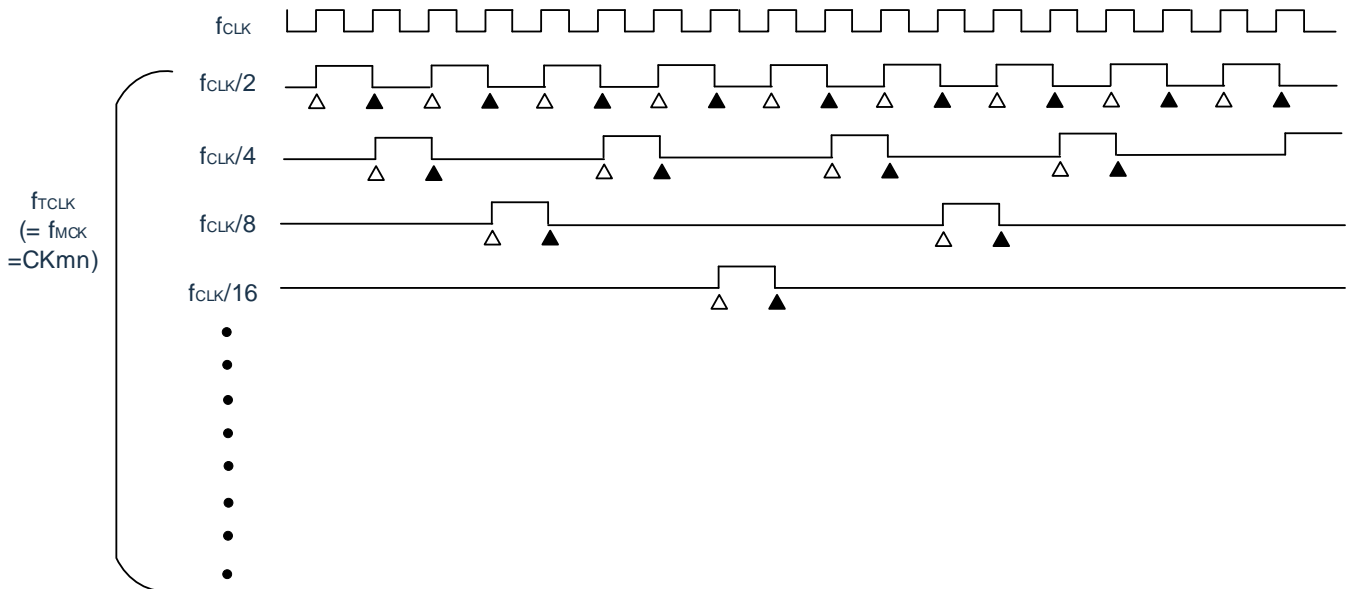 fCLK
fCLK/2
fCLK/4
fTCLK
(= fMCK
=CKmn)
fCLK/8
fCLK/16